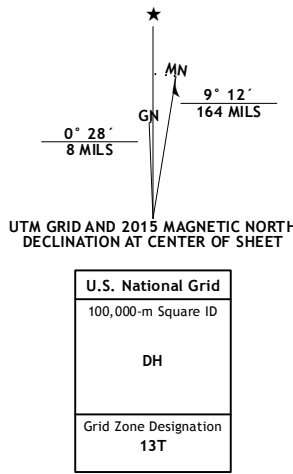 MN
GN
9° 12´
164 MILS
0° 28´
8 MILS
UTM GRID AND 2015 MAGNETIC NORTH
DECLINATION AT CENTER OF SHEET
U.S. National Grid
100,000-m Square ID
DH
Grid Zone Designation
13T